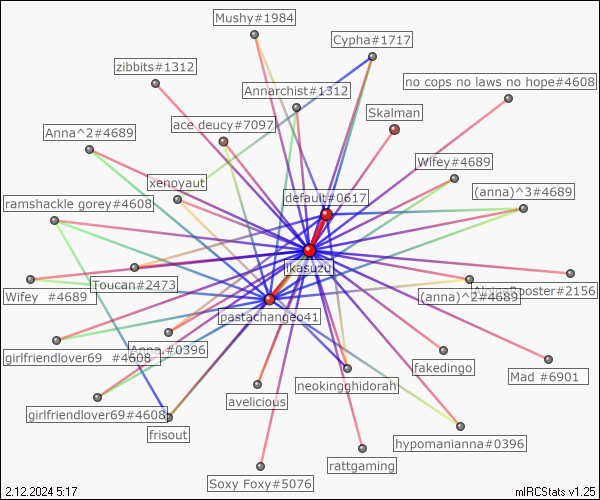 Mushy#1984
Cypha#1717
zibbits#1312
no cops no laws no hope#4608
Annarchist#1312
Skalman
ace deucy#7097
Anna^2#4689
Wifey#4689
xenoyaut
(anna)^3#4689
default#0617
ramshackle gorey#4608
Ikasuzu
Toucan#2473
Rooster#2156
Wifey #4689
(anna)^2#4689
pastachangeo41
Anna.#0396
girlfriendlover69 #4608
fakedingo
Mad #6901
neokingghidorah
avelicious
girlfriendlover69#4608
frisout
hypomanianna#0396
rattgaming
Soxy Foxy#5076
2.12.2024 5:17
mIRCStats v1.25